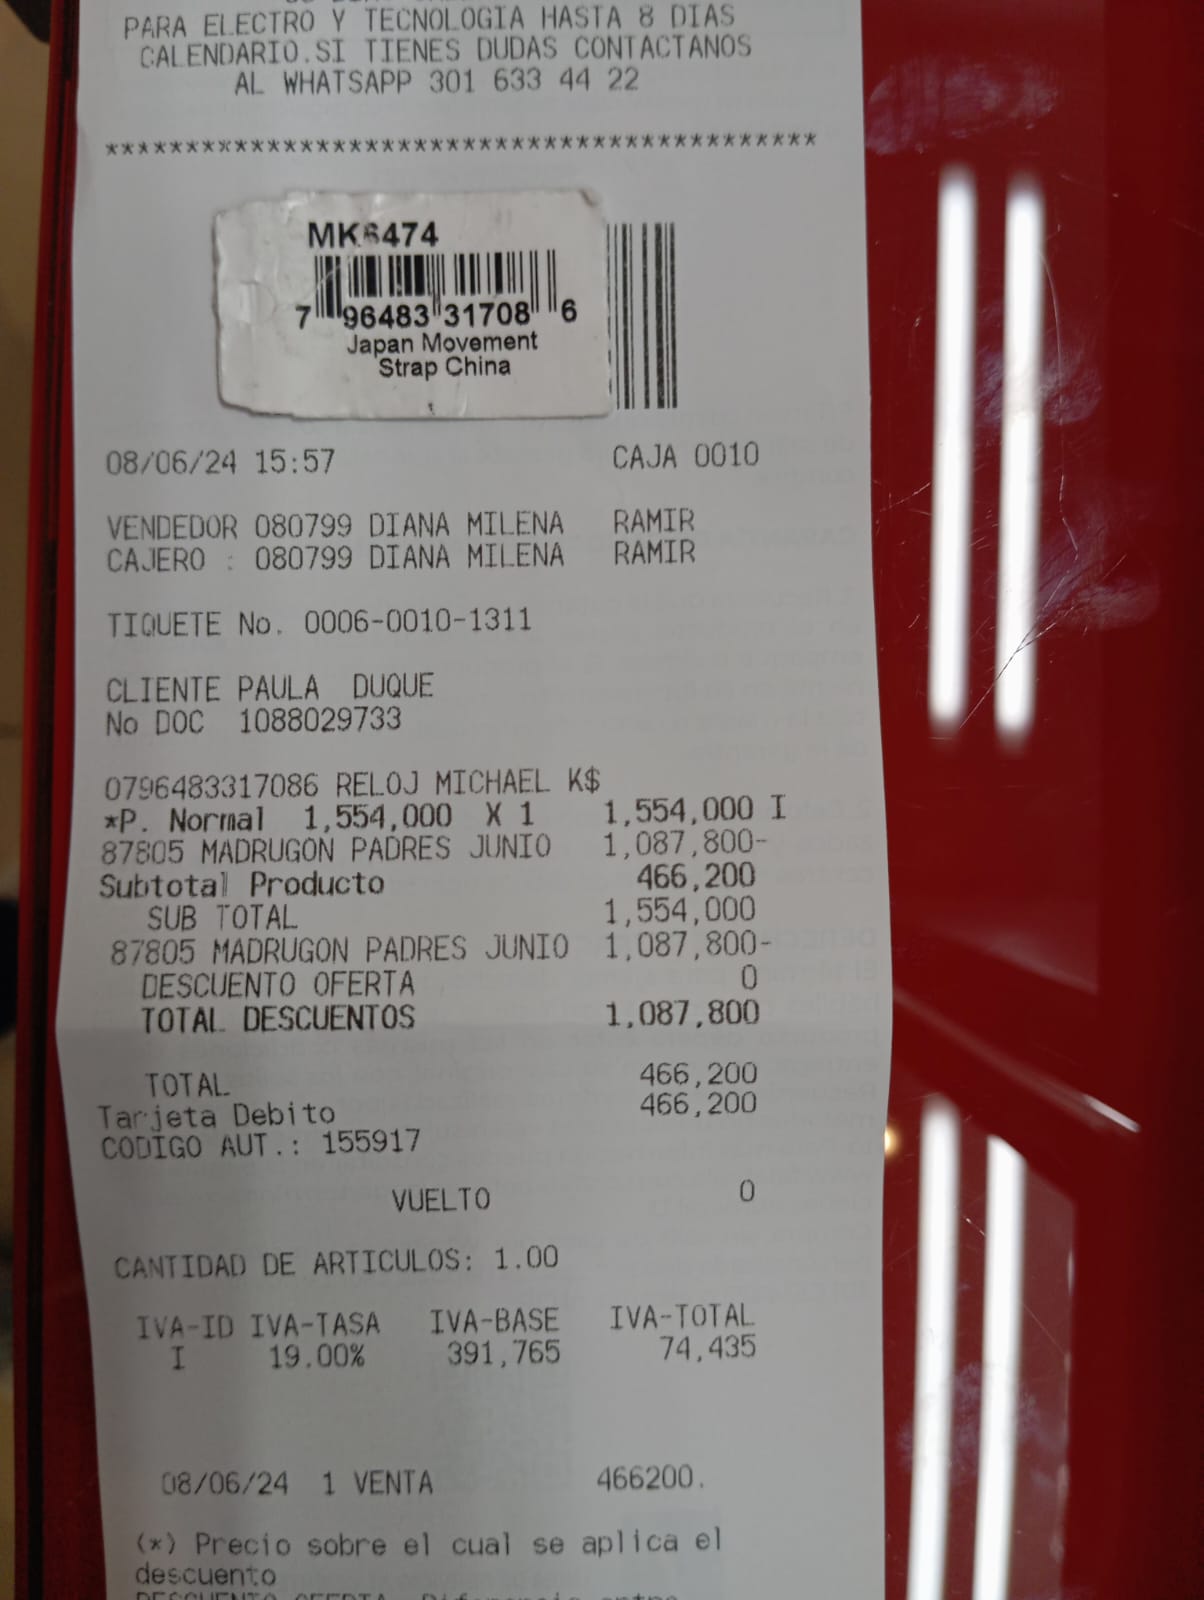 PARA ELECTRO Y TECNOLOGIA HASTA 8 DIAS
CALENDARIO.SI TIENES DUDAS CONTACTANOS
AL WHATSAPP 301 633 44 22
********************************************
MK6474
7 96483 31708 6
Japan Movement
Strap China
08/06/24 15:57 CAJA 0010
VENDEDOR 080799 DIANA MILENA RAMIR
CAJERO : 080799 DIANA MILENA RAMIR
TIQUETE No. 0006-0010-1311
CLIENTE PAULA DUQUE
No DOC 1088029733
0796483317086 RELOJ MICHAEL K$
*P. Normal 1,554,000 X 1 1,554,000 I
87805 MADRUGON PADRES JUNIO 1,087,800-
Subtotal Producto 466,200
SUB TOTAL 1,554,000
87805 MADRUGON PADRES JUNIO 1,087,800-
DESCUENTO OFERTA 0
TOTAL DESCUENTOS 1,087,800
TOTAL 466,200
Tarjeta Debito 466,200
CODIGO AUT.: 155917
VUELTO 0
CANTIDAD DE ARTICULOS: 1.00
IVA-ID IVA-TASA IVA-BASE IVA-TOTAL
I 19.00% 391,765 74,435
08/06/24 1 VENTA 466200.
(*) Precio sobre el cual se aplica el
descuento
DESCUENTO OFERTA